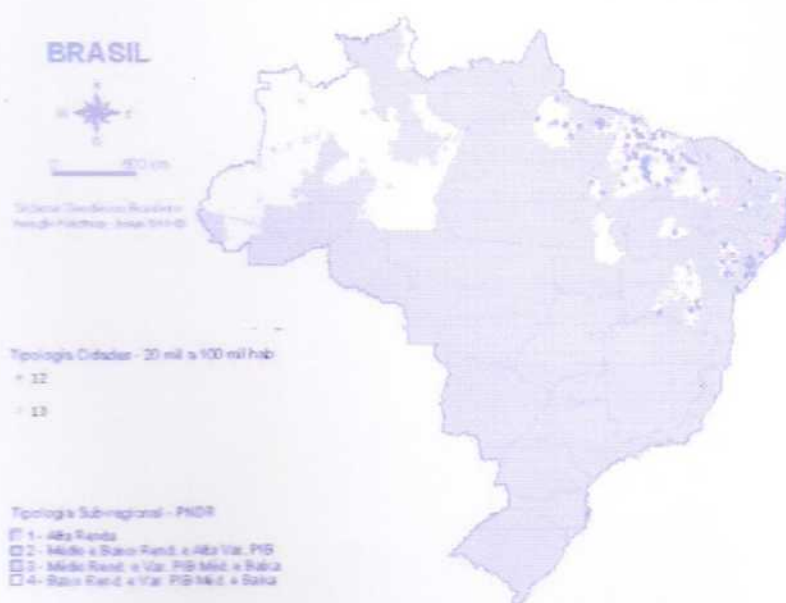 BRASIL
Tipologia Cidades - 20 mil a 100 mil hab
12
13
Tipologia Sub-regional - PNDR
1 - Alta Renda
2 - Médio e Baixo Rend. e Alta Var. PIB
3 - Médio Rend. e Var. PIB Méd. e Baixa
4 - Baixo Rend. e Var. PIB Méd. e Baixa